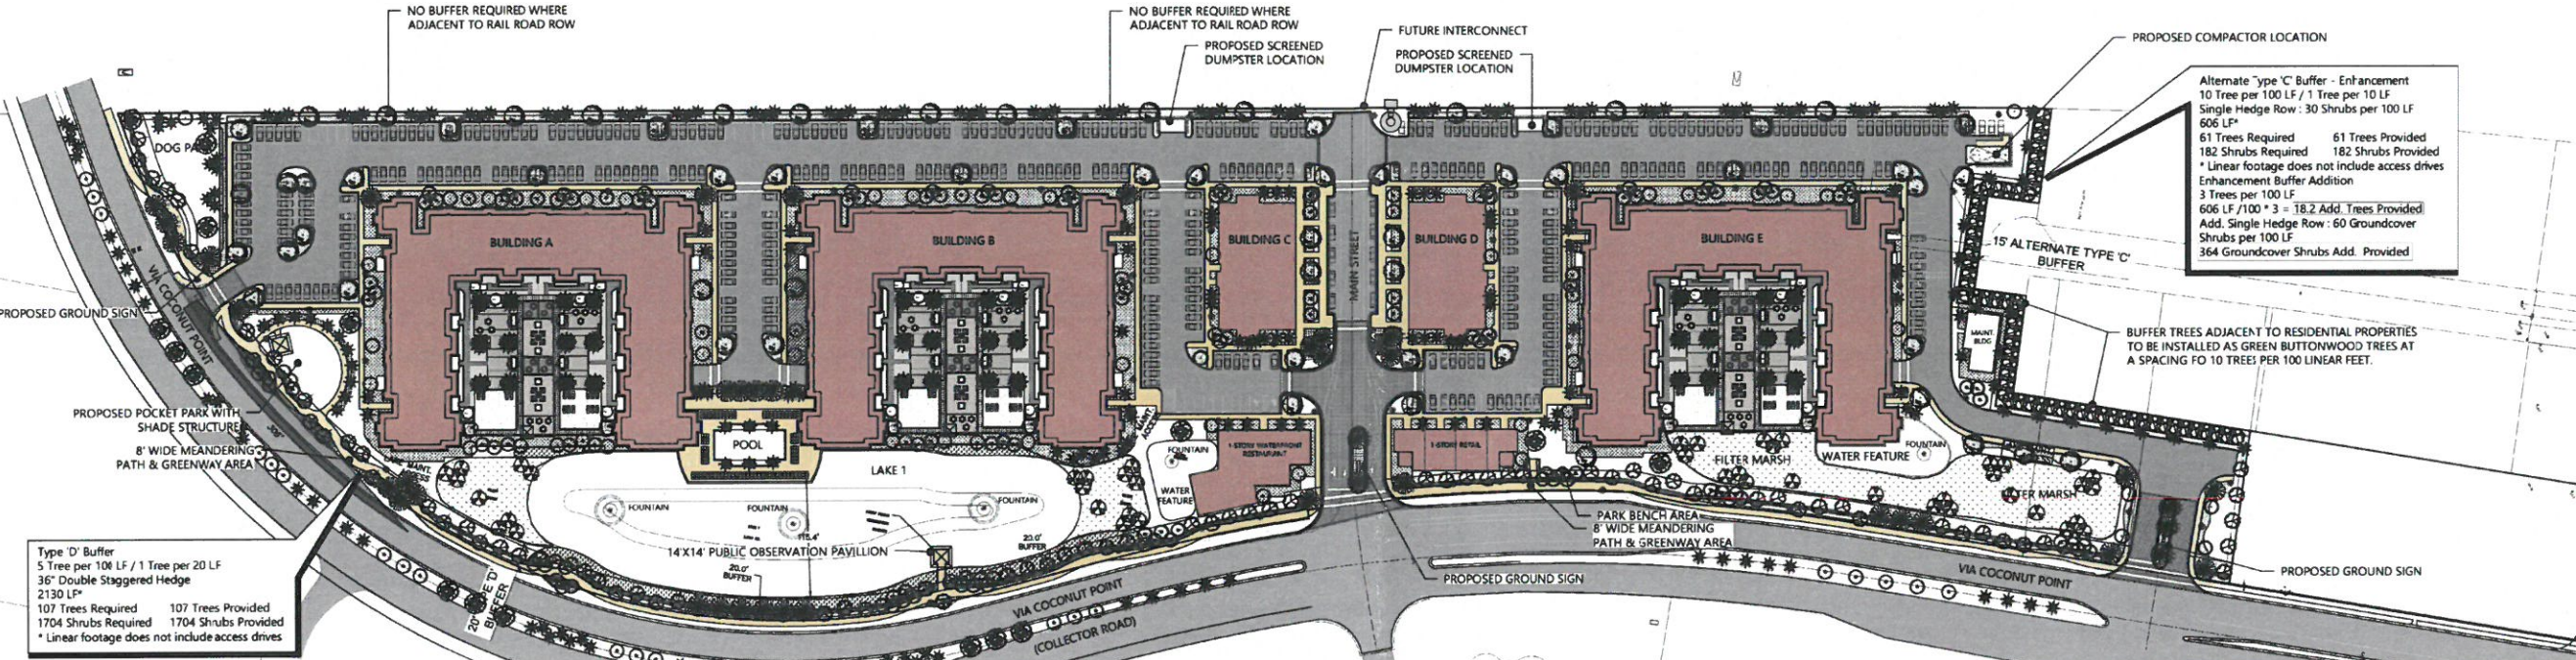 NO BUFFER REQUIRED WHERE
ADJACENT TO RAIL ROAD ROW
NO BUFFER REQUIRED WHERE
ADJACENT TO RAIL ROAD ROW
PROPOSED SCREENED
DUMPSTER LOCATION
FUTURE INTERCONNECT
PROPOSED SCREENED
DUMPSTER LOCATION
PROPOSED COMPACTOR LOCATION
Alternate Type 'C' Buffer - Enhancement
10 Tree per 100 LF / 1 Tree per 10 LF
Single Hedge Row : 30 Shrubs per 100 LF
606 LF*
61 Trees Required 61 Trees Provided
182 Shrubs Required 182 Shrubs Provided
* Linear footage does not include access drives
Enhancement Buffer Addition
3 Trees per 100 LF
606 LF /100 * 3 = 18.2 Add. Trees Provided
Add. Single Hedge Row : 60 Groundcover
Shrubs per 100 LF
364 Groundcover Shrubs Add. Provided
DOG PA
BUILDING A
BUILDING B
BUILDING C
MAIN STREET
BUILDING D
BUILDING E
15' ALTERNATE TYPE 'C'
BUFFER
VIA COCONUT POINT
PROPOSED GROUND SIGN
MAINT.
BLDG
BUFFER TREES ADJACENT TO RESIDENTIAL PROPERTIES
TO BE INSTALLED AS GREEN BUTTONWOOD TREES AT
A SPACING FO 10 TREES PER 100 LINEAR FEET.
PROPOSED POCKET PARK WITH
SHADE STRUCTURE
8' WIDE MEANDERING
PATH & GREENWAY AREA
MAINT.
POOL
LAKE 1
MAINT.
ACCESS
FOUNTAIN
1-STORY WATERFRONT
RESTAURANT
1-STORY RETAIL
WATER
FEATURE
FILTER MARSH
WATER FEATURE
FOUNTAIN
FILTER MARSH
FOUNTAIN
FOUNTAIN
FOUNTAIN
115.4'
14'X14' PUBLIC OBSERVATION PAVILLION
20.0'
BUFFER
20.0'
BUFFER
PARK BENCH AREA
8' WIDE MEANDERING
PATH & GREENWAY AREA
PROPOSED GROUND SIGN
VIA COCONUT POINT
PROPOSED GROUND SIGN
Type 'D' Buffer
5 Tree per 100 LF / 1 Tree per 20 LF
36" Double Staggered Hedge
2130 LF*
107 Trees Required 107 Trees Provided
1704 Shrubs Required 1704 Shrubs Provided
* Linear footage does not include access drives
20' TYPE 'D'
BUFFER
VIA COCONUT POINT
(COLLECTOR ROAD)